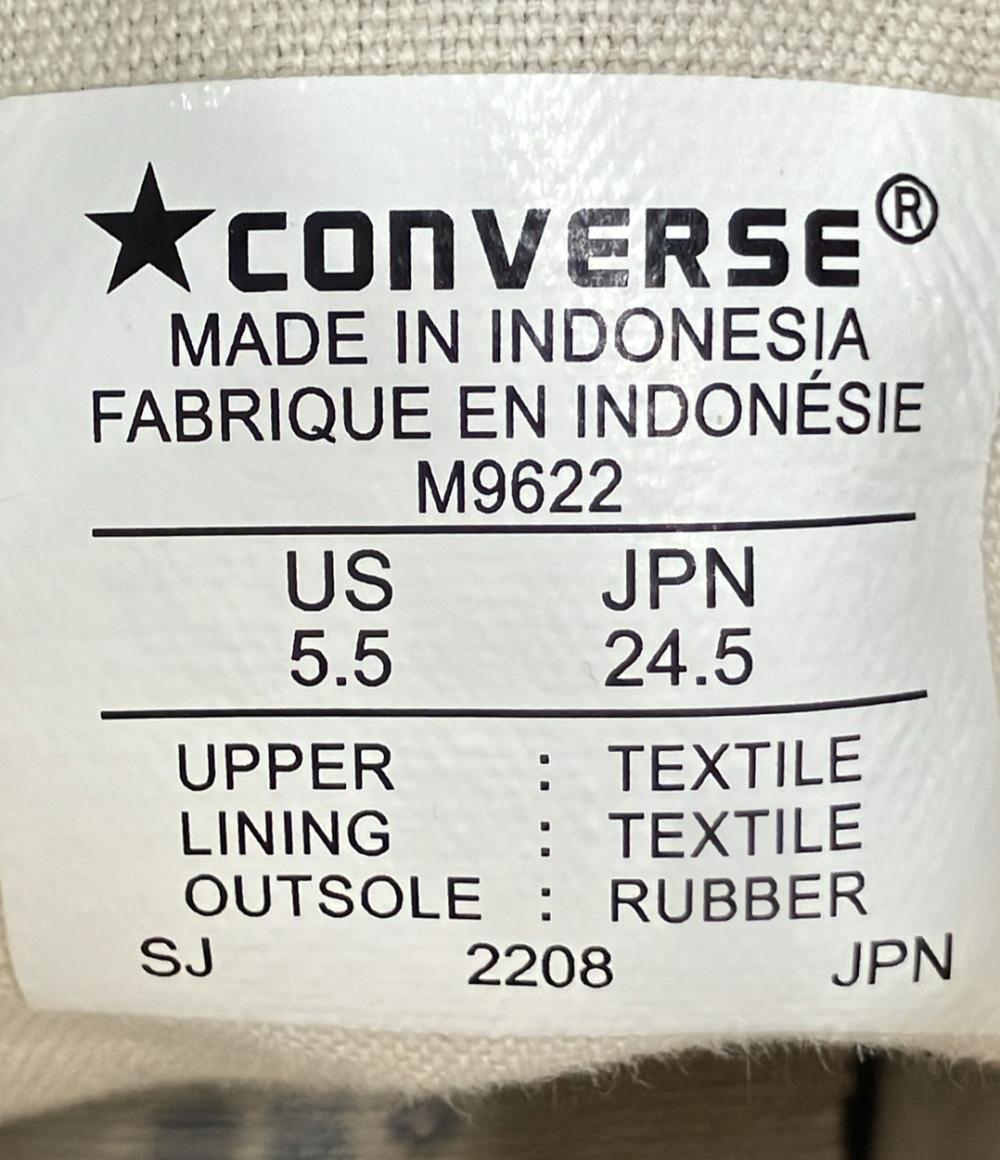 ★CONVERSE®
MADE IN INDONESIA
FABRIQUE EN INDONÉSIE
M9622
US JPN
5.5 24.5
UPPER : TEXTILE
LINING : TEXTILE
OUTSOLE : RUBBER
SJ 2208 JPN